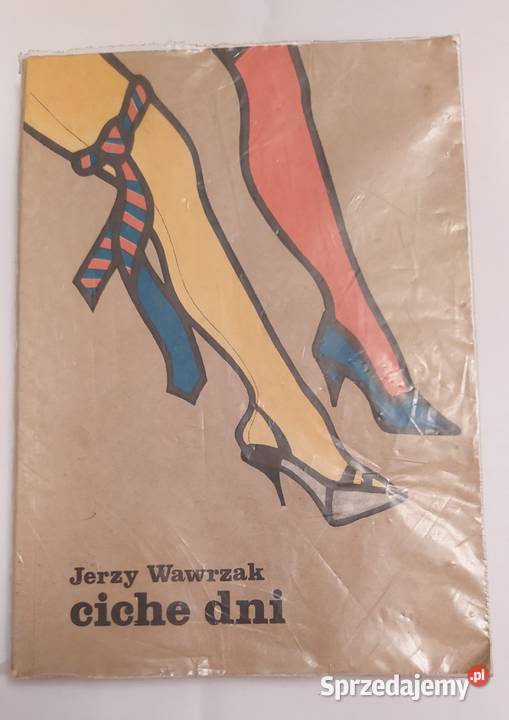 Jerzy Wawrzak
ciche dni
Sprzedajemy.pl